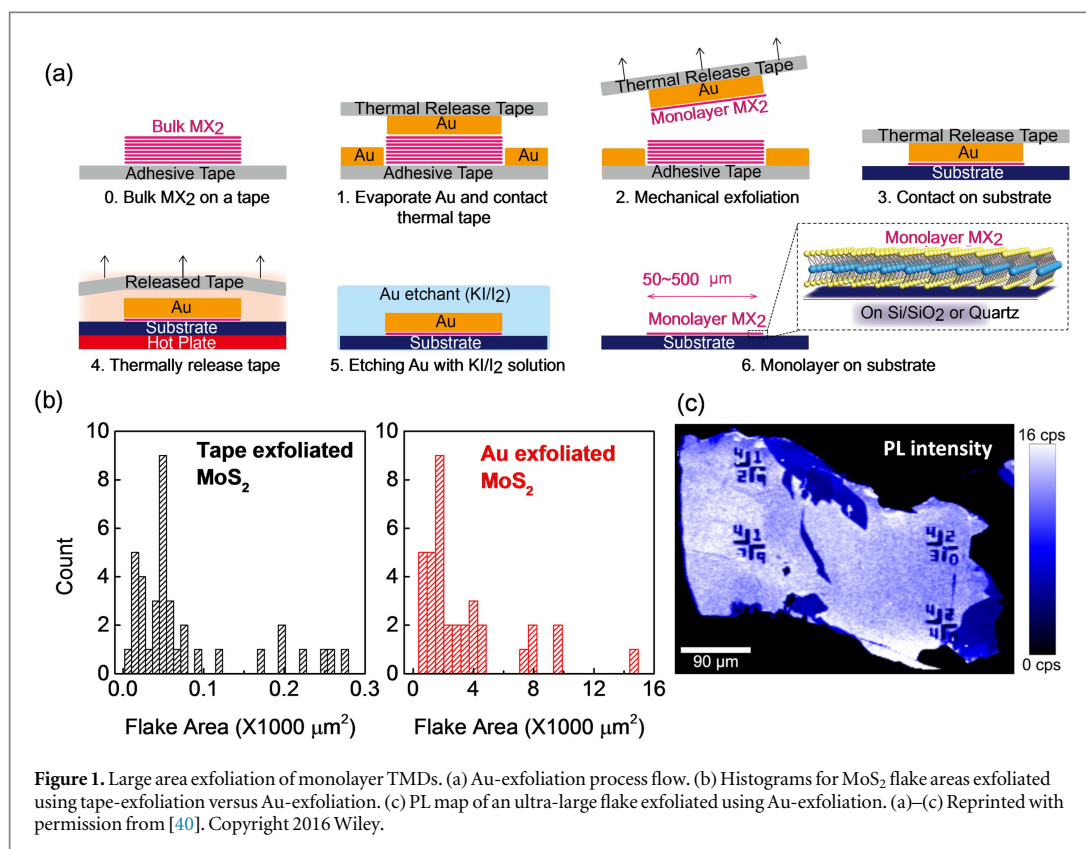 (a)
Bulk MX2
Adhesive Tape
0. Bulk MX2 on a tape
Thermal Release Tape
Au
Au
Au
Adhesive Tape
1. Evaporate Au and contact
thermal tape
Thermal Release Tape
Au
Monolayer MX2
Adhesive Tape
2. Mechanical exfoliation
Thermal Release Tape
Au
Substrate
3. Contact on substrate
Released Tape
Au
Substrate
Hot Plate
4. Thermally release tape
Au etchant (KI/I2)
Au
Substrate
5. Etching Au with KI/I2 solution
50~500 µm
Monolayer MX2
Substrate
6. Monolayer on substrate
Monolayer MX2
On Si/SiO2 or Quartz
(b)
Tape exfoliated
MoS2
Count
10
8
6
4
2
0
0.0
0.1
0.2
0.3
Flake Area (X1000 µm²)
Au exfoliated
MoS2
10
8
6
4
2
0
0
4
8
12
16
Flake Area (X1000 µm²)
(c)
PL intensity
16 cps
0 cps
90 µm
Figure 1. Large area exfoliation of monolayer TMDs. (a) Au-exfoliation process flow. (b) Histograms for MoS2 flake areas exfoliated
using tape-exfoliation versus Au-exfoliation. (c) PL map of an ultra-large flake exfoliated using Au-exfoliation. (a)–(c) Reprinted with
permission from [40]. Copyright 2016 Wiley.